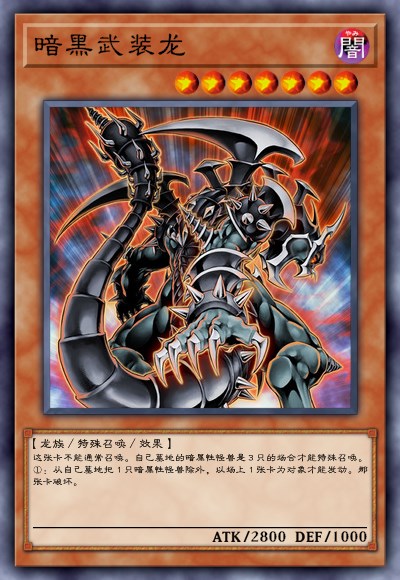 暗黑武装龙
やみ
闇
【龙族／特殊召唤／效果】
这张卡不能通常召唤。自己墓地的暗属性怪兽是３只的场合才能特殊召唤。
①：从自己墓地把１只暗属性怪兽除外，以场上１张卡为对象才能发动。那
张卡破坏。
ATK/2800 DEF/1000